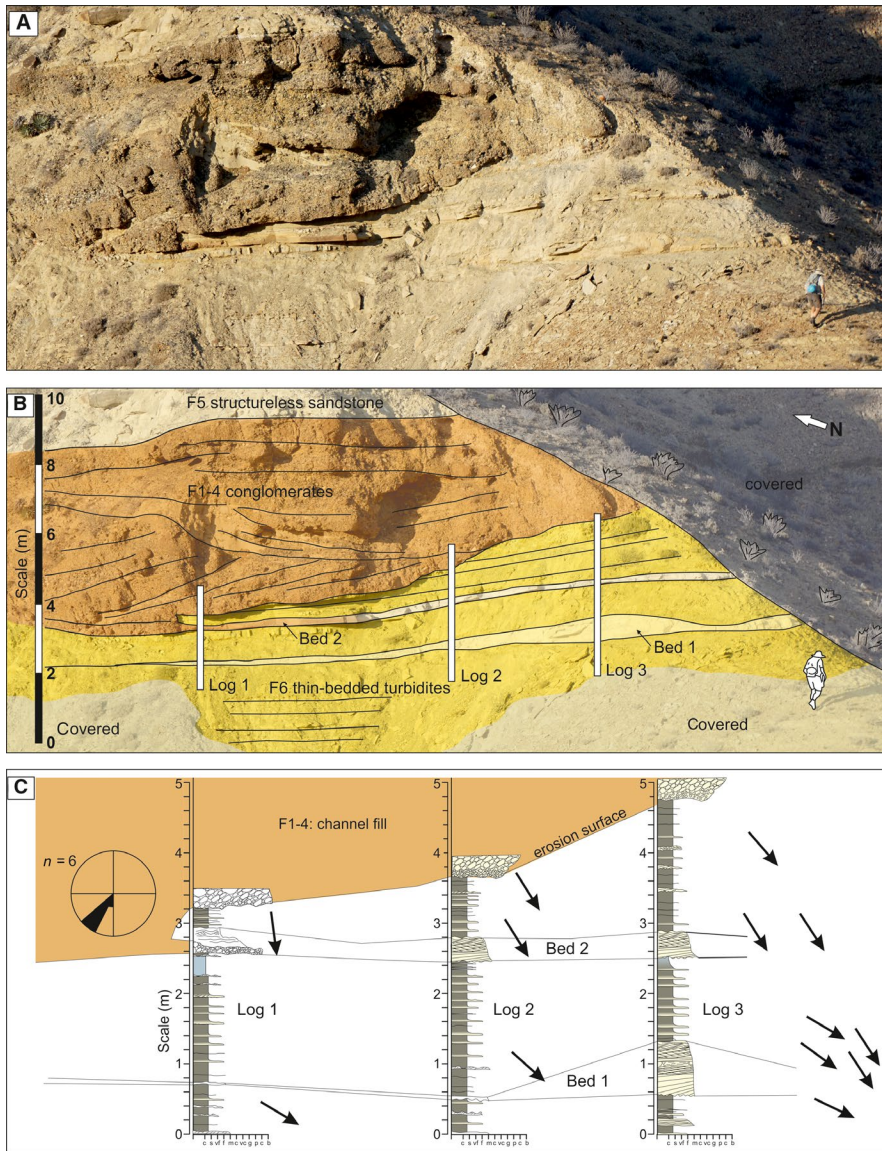 A
B
10
8
6
4
2
0
Scale (m)
F5 structureless sandstone
N
F1-4 conglomerates
covered
Bed 2
Bed 1
Log 1
Log 2
Log 3
F6 thin-bedded turbidites
Covered
Covered
C
n = 6
F1-4: channel fill
erosion surface
5
4
3
2
1
0
Scale (m)
Log 1
c s vf f m c vc g p c b
5
4
3
2
1
0
Log 2
c s vf f m c vc g p c b
5
4
3
2
1
0
Log 3
c s vf f m c vc g p c b
Bed 2
Bed 1